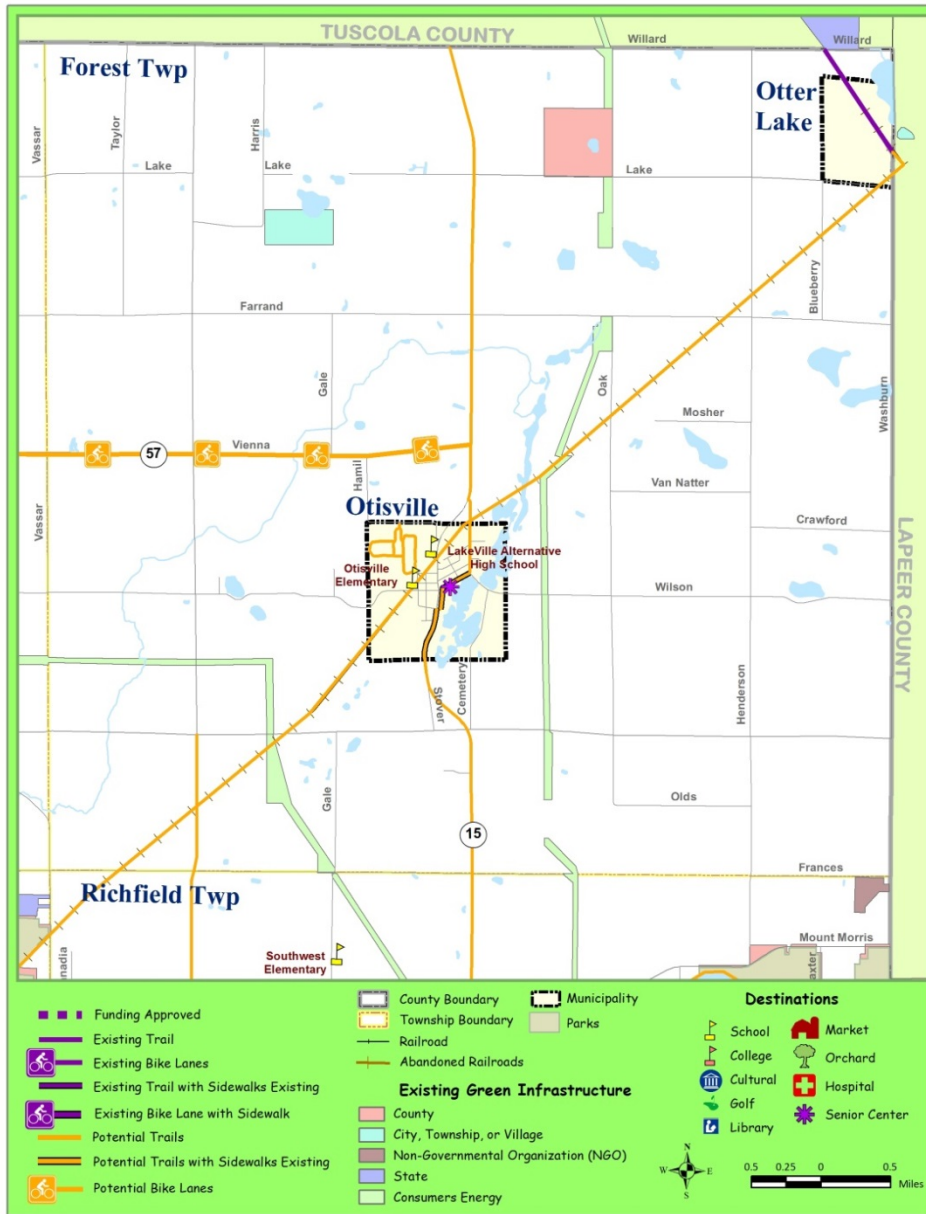 TUSCOLA COUNTY
Willard
Willard
Forest Twp
Otter
Lake
Vassar
Taylor
Harris
Lake
Lake
Lake
Blueberry
Farrand
Gale
Oak
Washburn
Mosher
Vienna
57
Hamil
Van Natter
Vassar
Otisville
Crawford
LAPEER COUNTY
LakeVille Alternative
High School
Otisville
Elementary
Wilson
Stover
Cemetery
Henderson
Gale
Olds
15
Frances
Richfield Twp
Mount Morris
Southwest
Elementary
nadia
axter
Funding Approved
Existing Trail
Existing Bike Lanes
Existing Trail with Sidewalks Existing
Existing Bike Lane with Sidewalk
Potential Trails
Potential Trails with Sidewalks Existing
Potential Bike Lanes
County Boundary
Township Boundary
Railroad
Abandoned Railroads
Municipality
Parks
Existing Green Infrastructure
County
City, Township, or Village
Non-Governmental Organization (NGO)
State
Consumers Energy
Destinations
School
College
Cultural
Golf
Library
Market
Orchard
Hospital
Senior Center
N
W
E
S
0.5 0.25 0 0.5
Miles